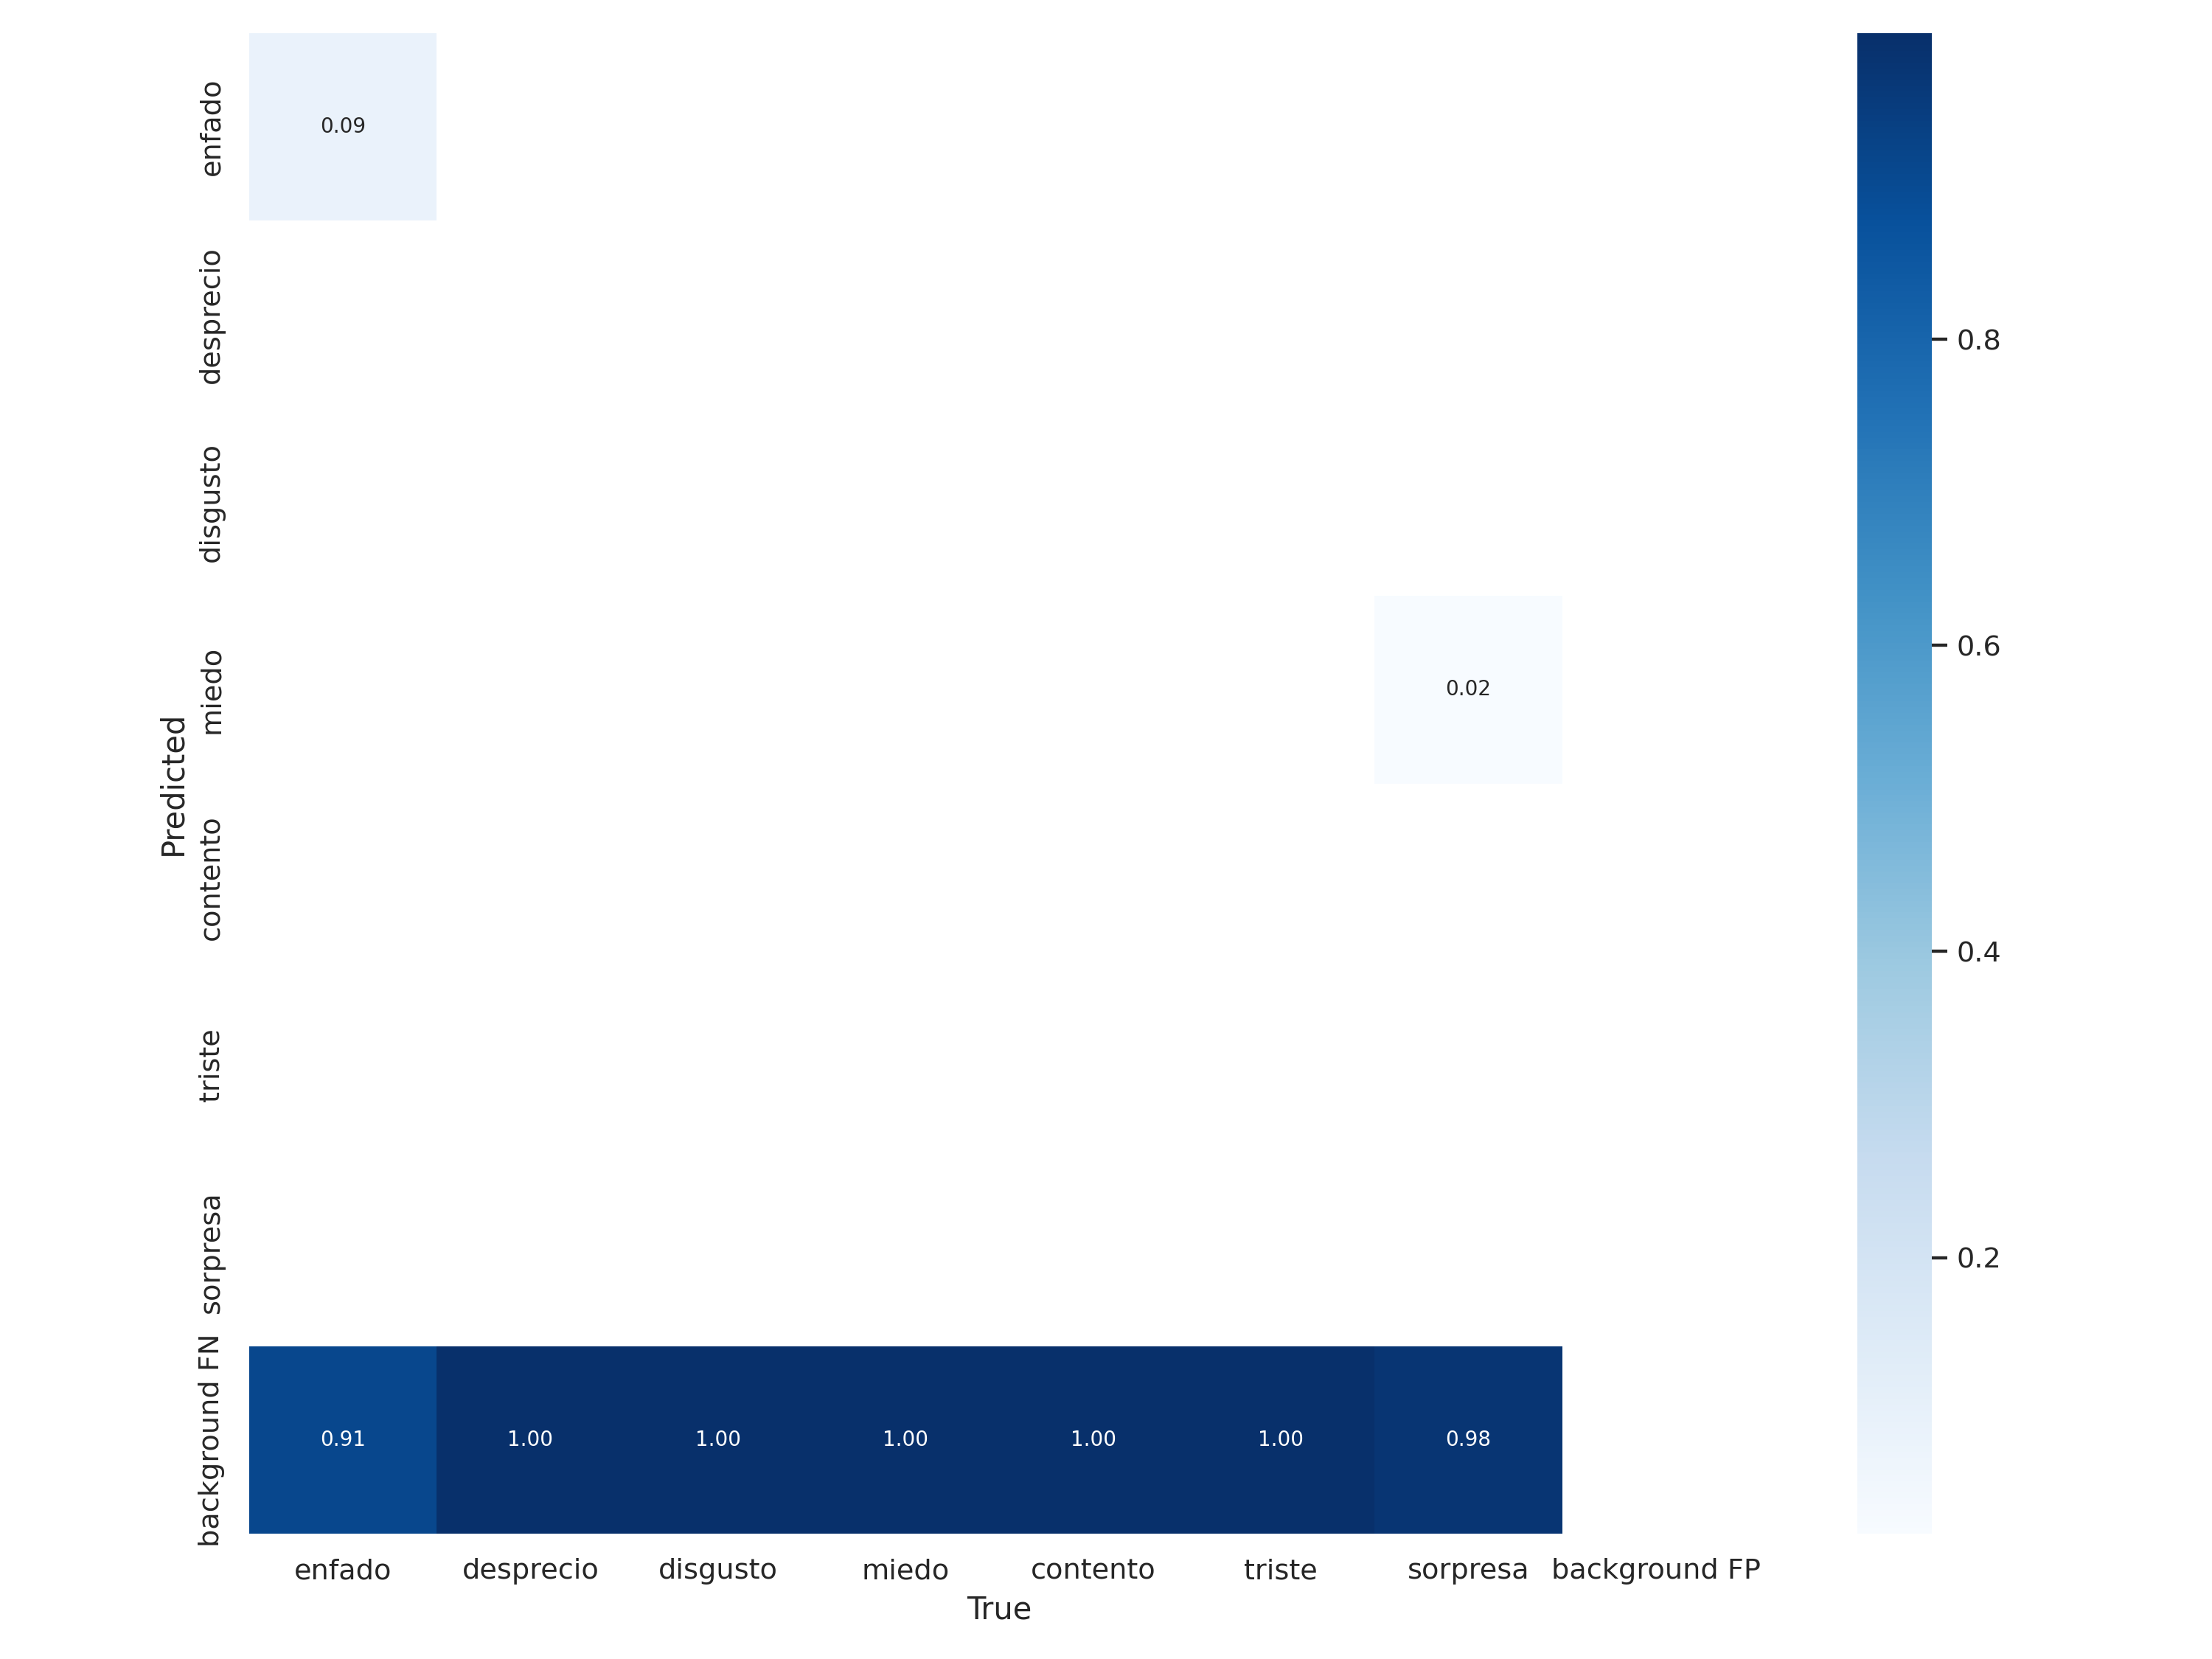 Predicted
enfado
desprecio
disgusto
miedo
contento
triste
sorpresa
background FN
0.09
0.02
0.91 1.00 1.00 1.00 1.00 1.00 0.98
enfado desprecio disgusto miedo contento triste sorpresa background FP
True
0.8
0.6
0.4
0.2